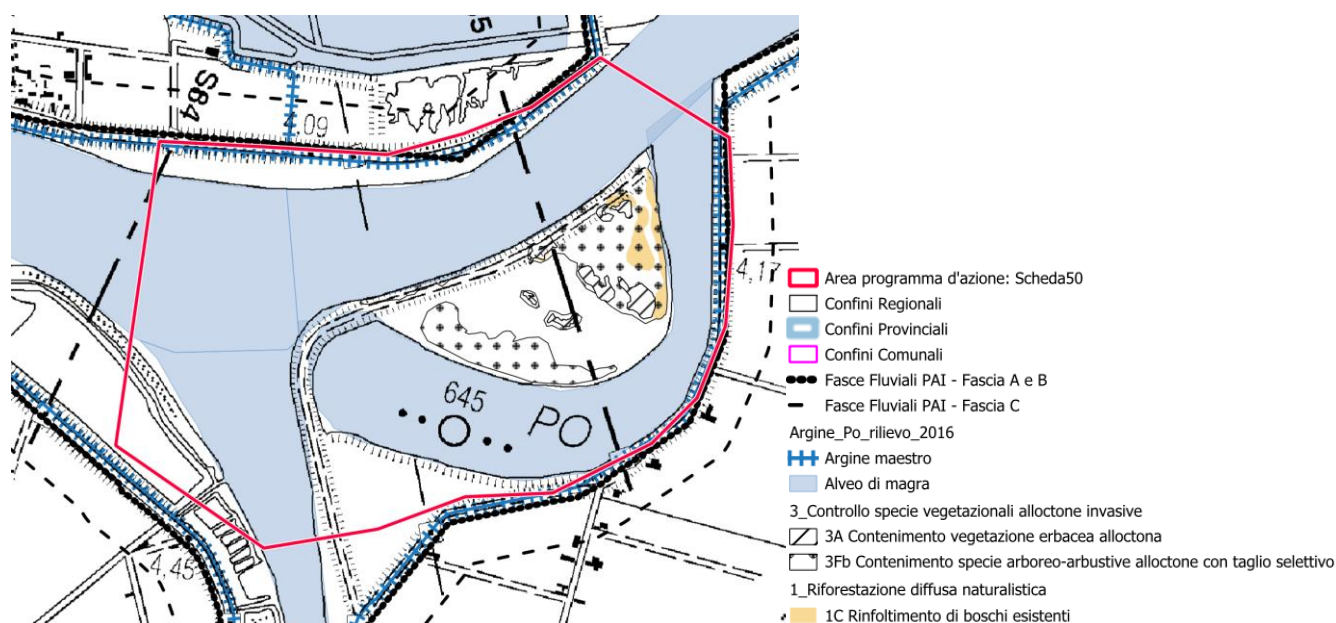 5
S64
4.09
4,17
645
PO
4,45
Area programma d'azione: Scheda50
Confini Regionali
Confini Provinciali
Confini Comunali
Fasce Fluviali PAI - Fascia A e B
Fasce Fluviali PAI - Fascia C
Argine_Po_rilievo_2016
Argine maestro
Alveo di magra
3_Controllo specie vegetazionali alloctone invasive
3A Contenimento vegetazione erbacea alloctona
3Fb Contenimento specie arboreo-arbustive alloctone con taglio selettivo
1_Riforestazione diffusa naturalistica
1C Rinfoltimento di boschi esistenti